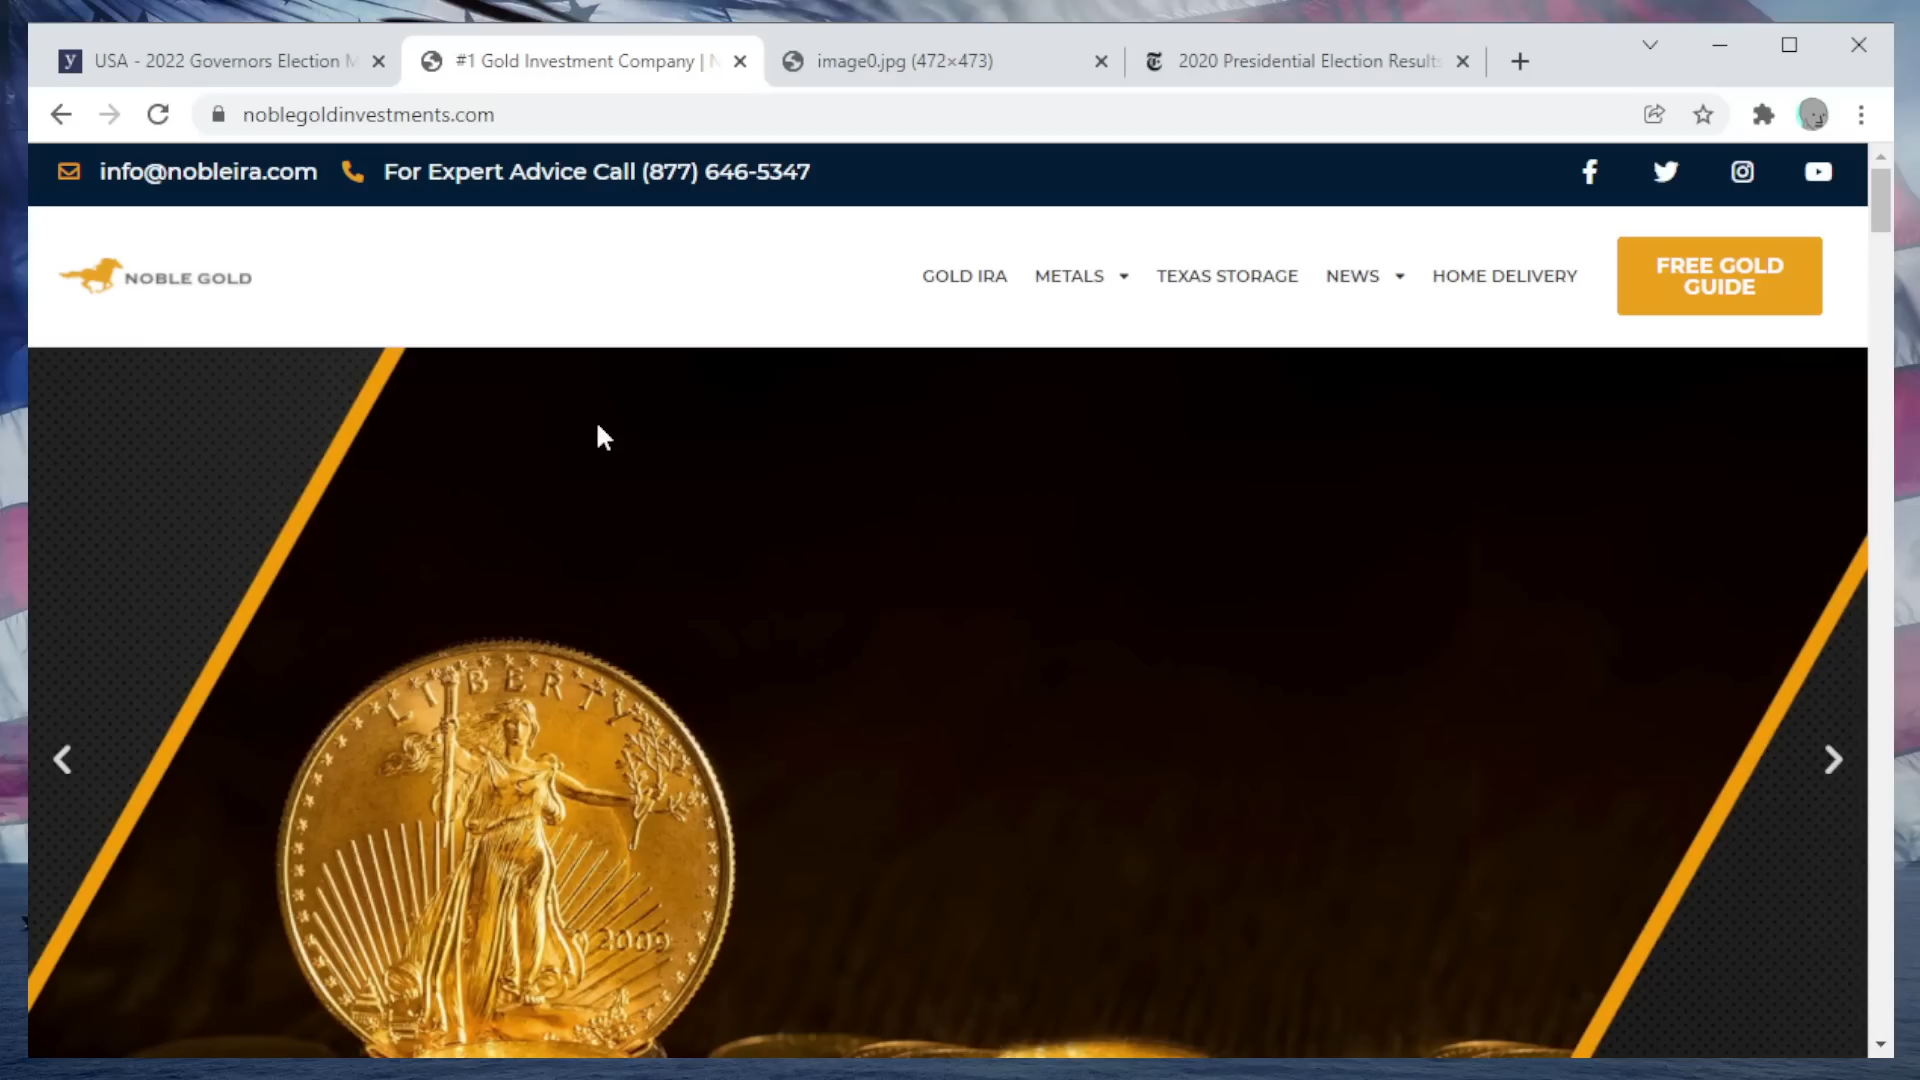 USA - 2022 Governors Election M
#1 Gold Investment Company | N
image0.jpg (472×473)
2020 Presidential Election Results
noblegoldinvestments.com
info@nobleira.com
For Expert Advice Call (877) 646-5347
NOBLE GOLD
GOLD IRA
METALS
TEXAS STORAGE
NEWS
HOME DELIVERY
FREE GOLD
GUIDE
LIBERTY
2009